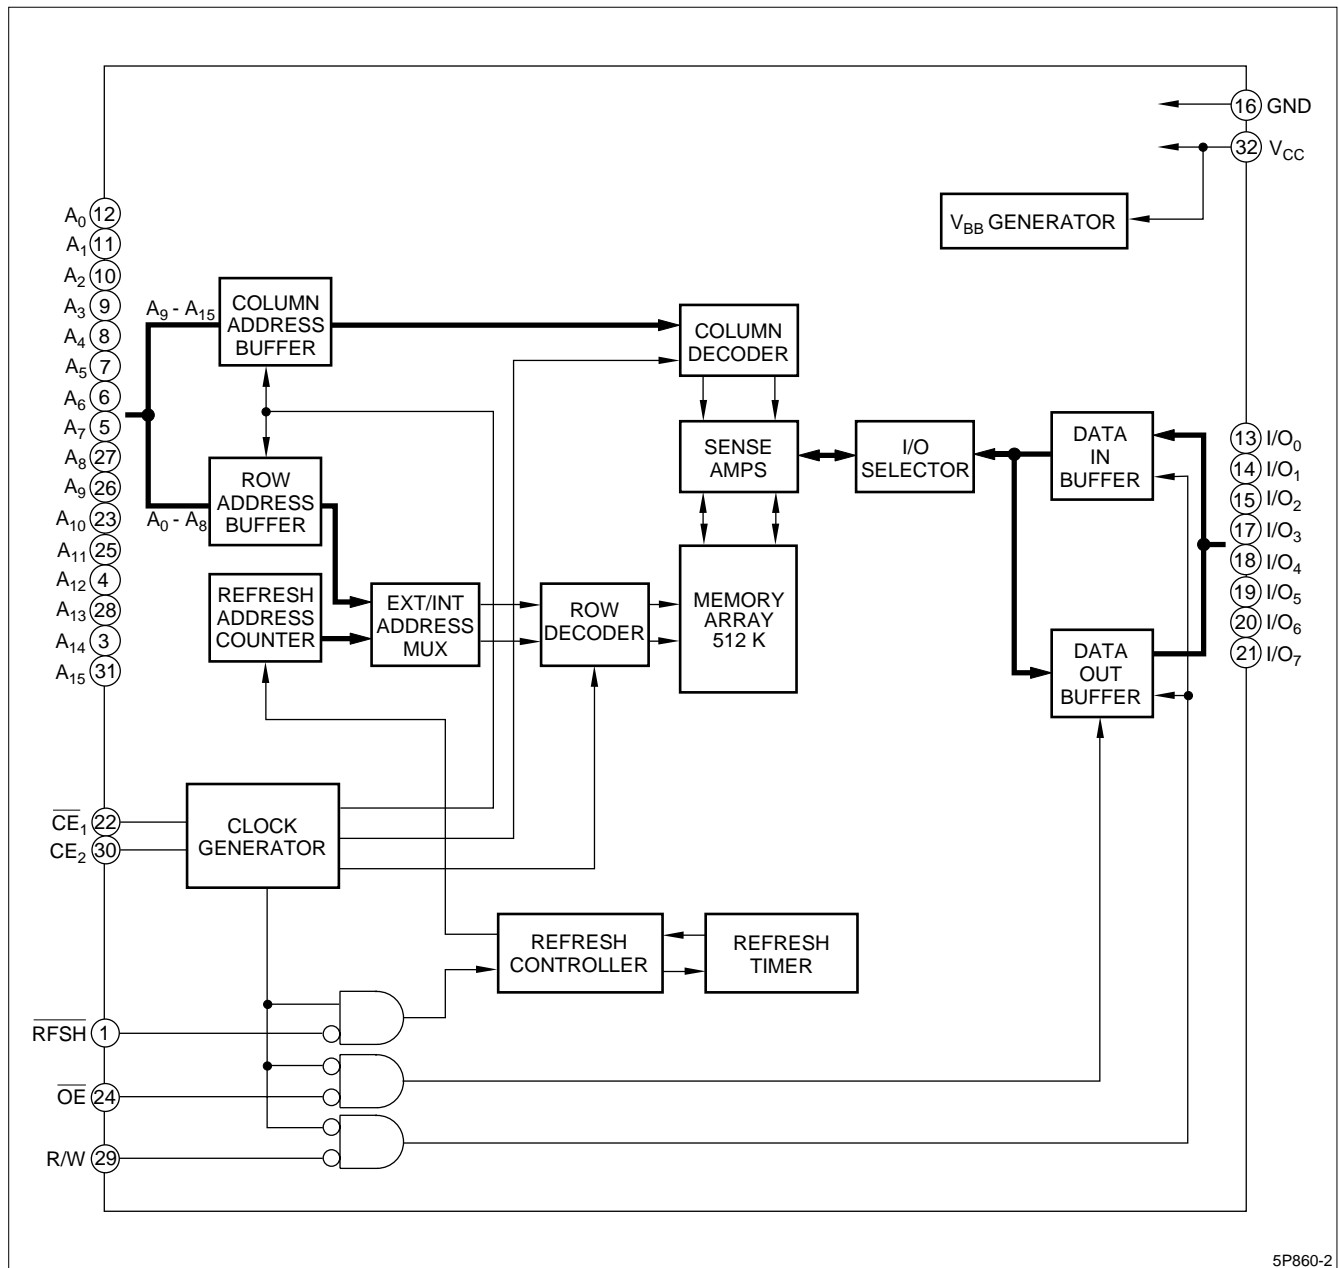 16 GND
32 VCC
VBB GENERATOR
A0 12
A1 11
A2 10
A3 9
A4 8
A5 7
A6 6
A7 5
A8 27
A9 26
A10 23
A11 25
A12 4
A13 28
A14 3
A15 31
A9 - A15
COLUMN
ADDRESS
BUFFER
COLUMN
DECODER
A0 - A8
ROW
ADDRESS
BUFFER
SENSE
AMPS
I/O
SELECTOR
DATA
IN
BUFFER
13 I/O0
14 I/O1
15 I/O2
17 I/O3
18 I/O4
19 I/O5
20 I/O6
21 I/O7
REFRESH
ADDRESS
COUNTER
EXT/INT
ADDRESS
MUX
ROW
DECODER
MEMORY
ARRAY
512 K
DATA
OUT
BUFFER
CE1 22
CE2 30
CLOCK
GENERATOR
REFRESH
CONTROLLER
REFRESH
TIMER
RFSH 1
OE 24
R/W 29
5P860-2